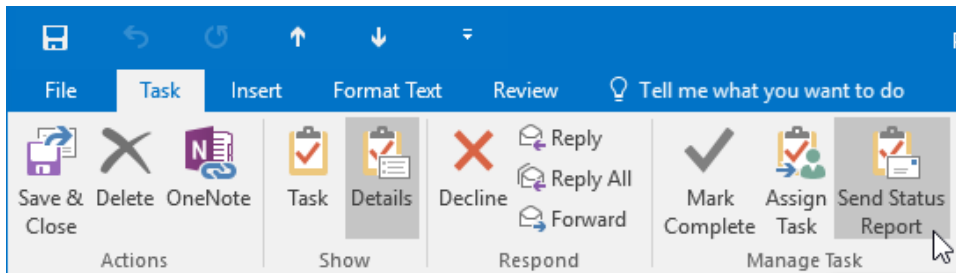 File Task Insert Format Text Review Tell me what you want to do
Save & Close
Delete
OneNote
Task
Details
Decline
Reply
Reply All
Forward
Mark Complete
Assign Task
Send Status Report
Actions Show Respond Manage Task